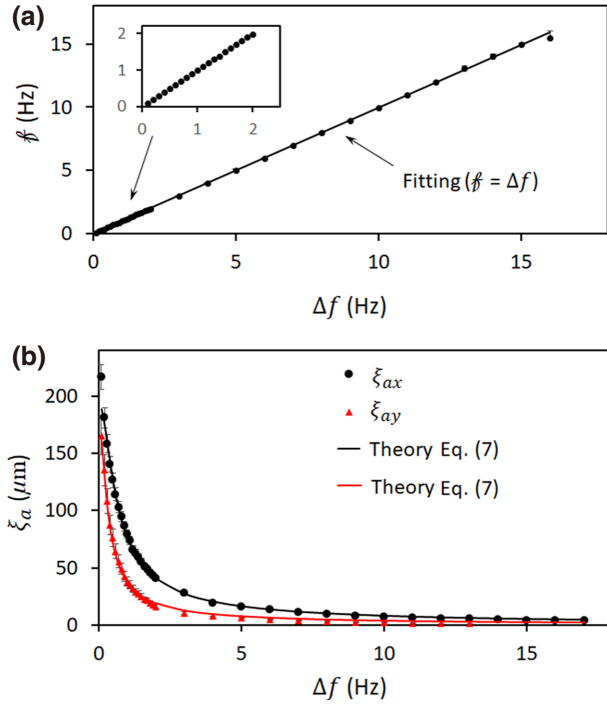 (a)
2
1
0
0
1
2
15
10
5
0
𝒻 (Hz)
Fitting (𝒻 = Δf)
0
5
10
15
Δf (Hz)
(b)
200
150
100
50
0
ξₐ (μm)
ξₐₓ
ξ_ay
Theory Eq. (7)
Theory Eq. (7)
0
5
10
15
Δf (Hz)